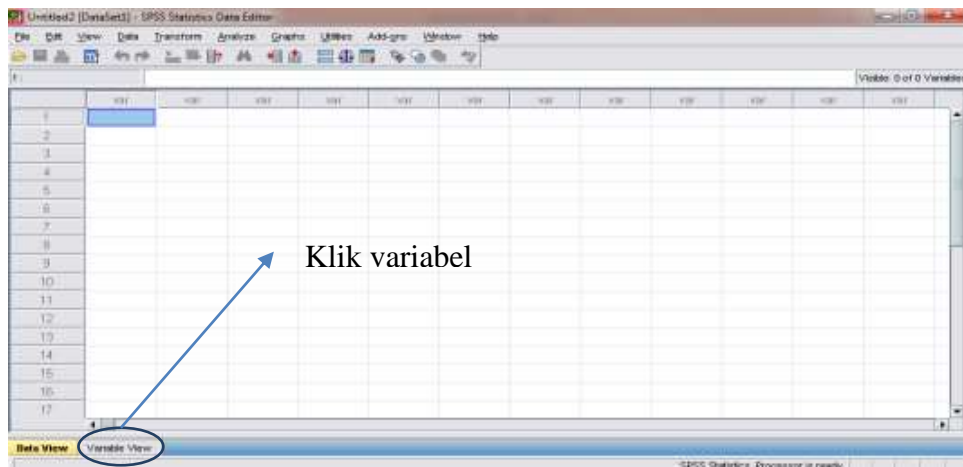 Untitled2 [DataSet1] - SPSS Statistics Data Editor
File Edit View Data Transform Analyze Graphs Utilities Add-ons Window Help
1 :
Visible: 0 of 0 Variables
var var var var var var var var var var var var
1
2
3
4
5
6
7
8
9
10
11
12
13
14
15
16
17
Klik variabel
Data View Variable View
SPSS Statistics Processor is ready